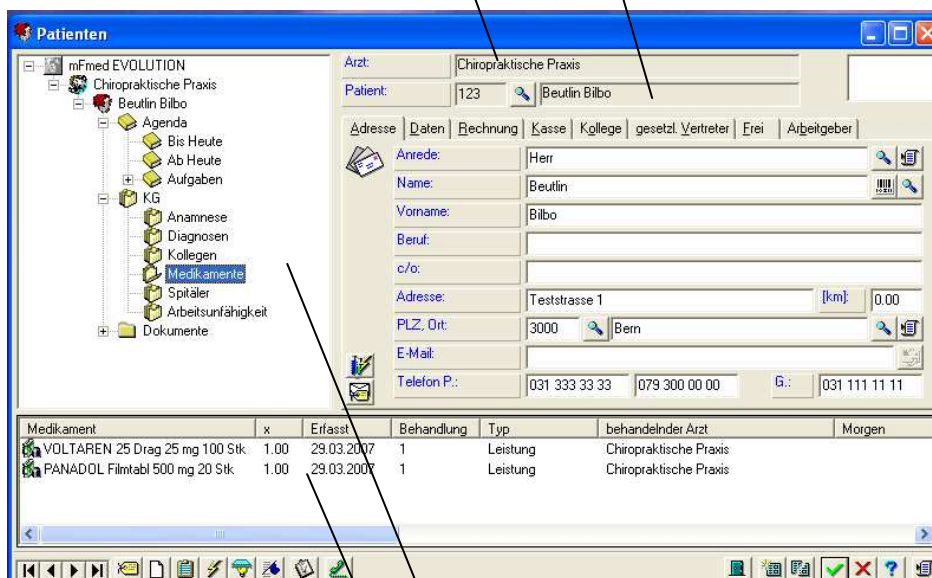 Patienten
mFmed EVOLUTION
Chiropraktische Praxis
Beutlin Bilbo
Agenda
Bis Heute
Ab Heute
Aufgaben
KG
Anamnese
Diagnosen
Kollegen
Medikamente
Spitäler
Arbeitsunfähigkeit
Dokumente
Arzt: Chiropraktische Praxis
Patient: 123 Beutlin Bilbo
Adresse Daten Rechnung Kasse Kollege gesetzl. Vertreter Frei Arbeitgeber
Anrede: Herr
Name: Beutlin
Vorname: Bilbo
Beruf:
c/o:
Adresse: Teststrasse 1 [km]: 0.00
PLZ, Ort: 3000 Bern
E-Mail:
Telefon P.: 031 333 33 33 079 300 00 00 G.: 031 111 11 11
Medikament x Erfasst Behandlung Typ behandelnder Arzt Morgen
VOLTAREN 25 Drag 25 mg 100 Stk 1.00 29.03.2007 1 Leistung Chiropraktische Praxis
PANADOL Filmtabl 500 mg 20 Stk 1.00 29.03.2007 1 Leistung Chiropraktische Praxis